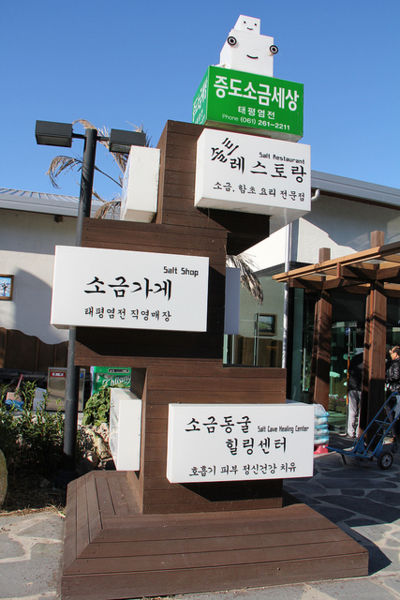 증도소금세상
태평염전
Phone (061) 261-2211
Salt Restaurant
레스토랑
소금, 함초 요리 전문점
Salt Shop
소금가게
태평염전 직영매장
소금동굴 Salt Cave Healing Center
힐링센터
호흡기 피부 정신건강 치유